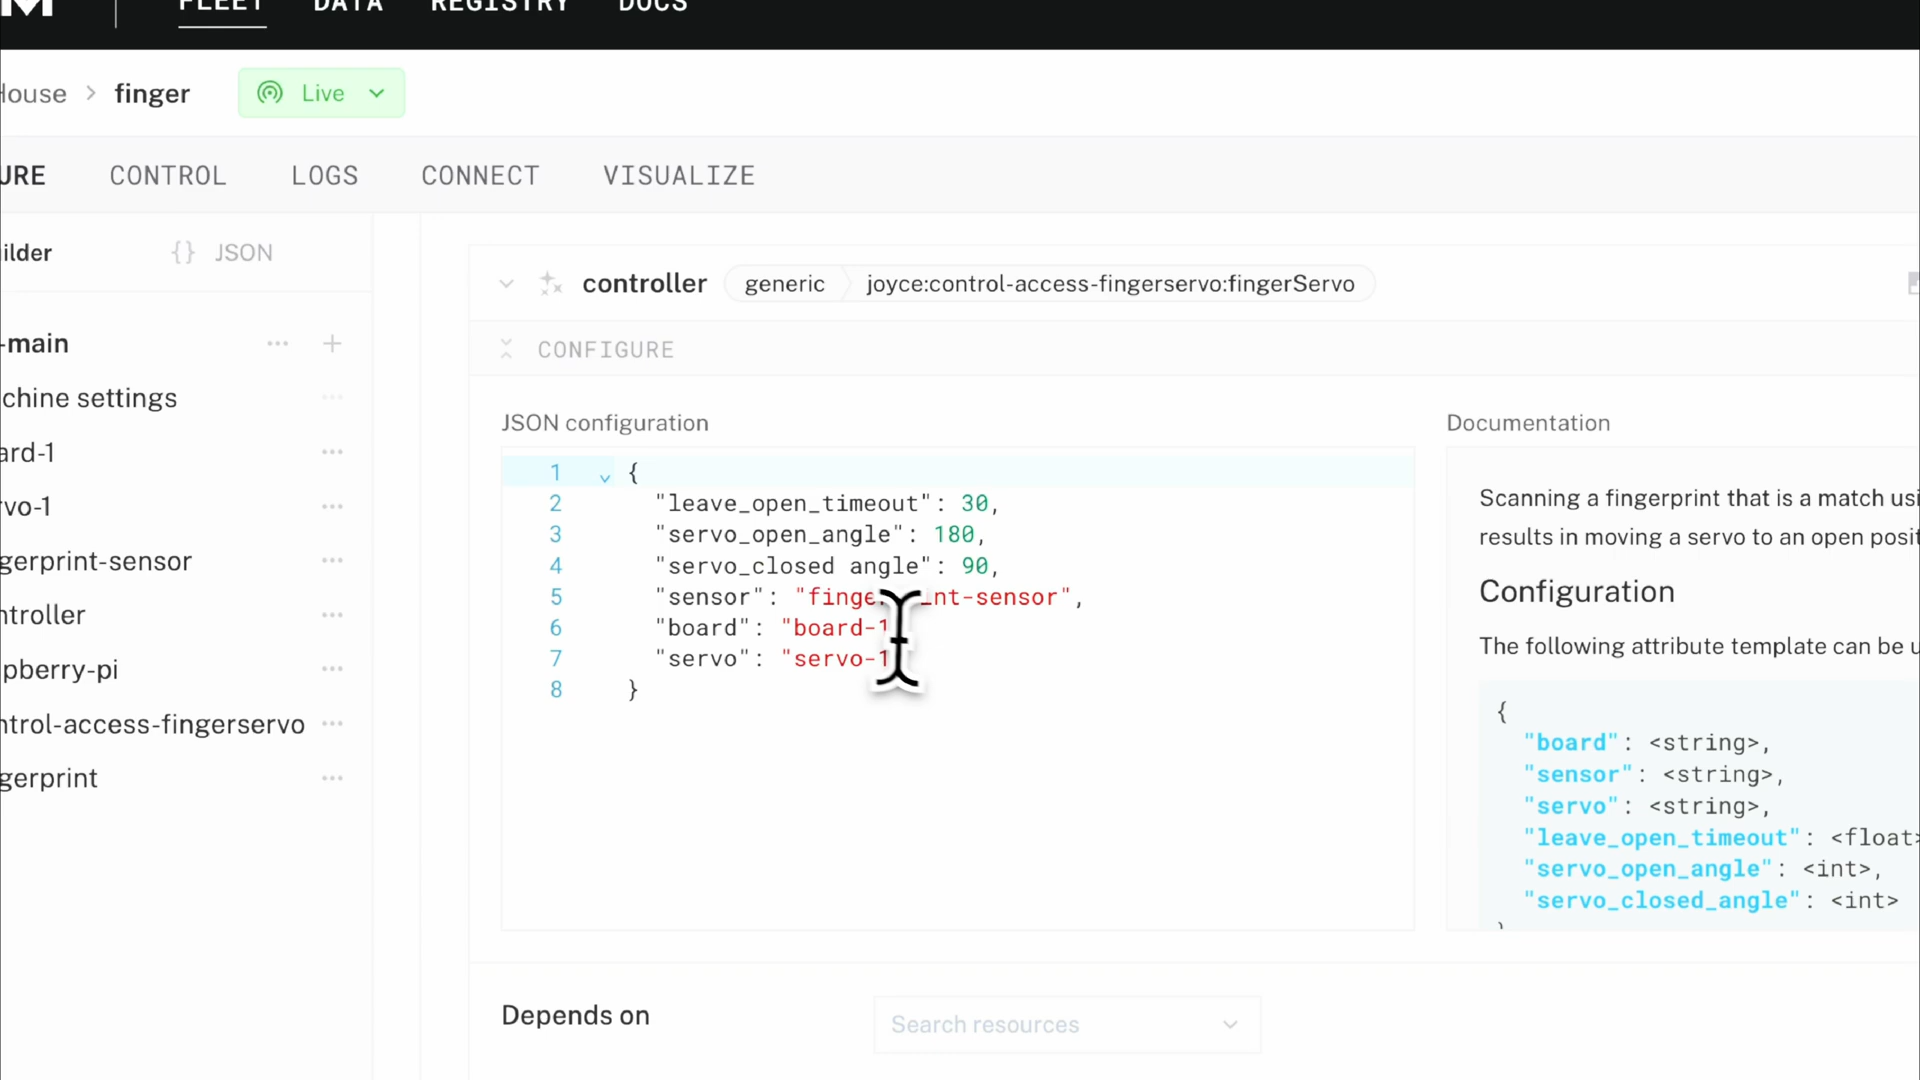 FLEET DATA REGISTRY DOCS
House > finger Live
URE CONTROL LOGS CONNECT VISUALIZE
ilder {} JSON
-main ··· +
chine settings ···
ard-1 ···
rvo-1 ···
gerprint-sensor ···
ntroller ···
pberry-pi ···
ntrol-access-fingerservo ···
gerprint ···
controller generic joyce:control-access-fingerservo:fingerServo
CONFIGURE
JSON configuration
1 {
2 "leave_open_timeout": 30,
3 "servo_open_angle": 180,
4 "servo_closed angle": 90,
5 "sensor": "fingerprint-sensor",
6 "board": "board-1
7 "servo": "servo-1
8 }
Documentation
Scanning a fingerprint that is a match usi
results in moving a servo to an open posit
Configuration
The following attribute template can be u
{
"board": <string>,
"sensor": <string>,
"servo": <string>,
"leave_open_timeout": <float>
"servo_open_angle": <int>,
"servo_closed_angle": <int>
}
Depends on
Search resources